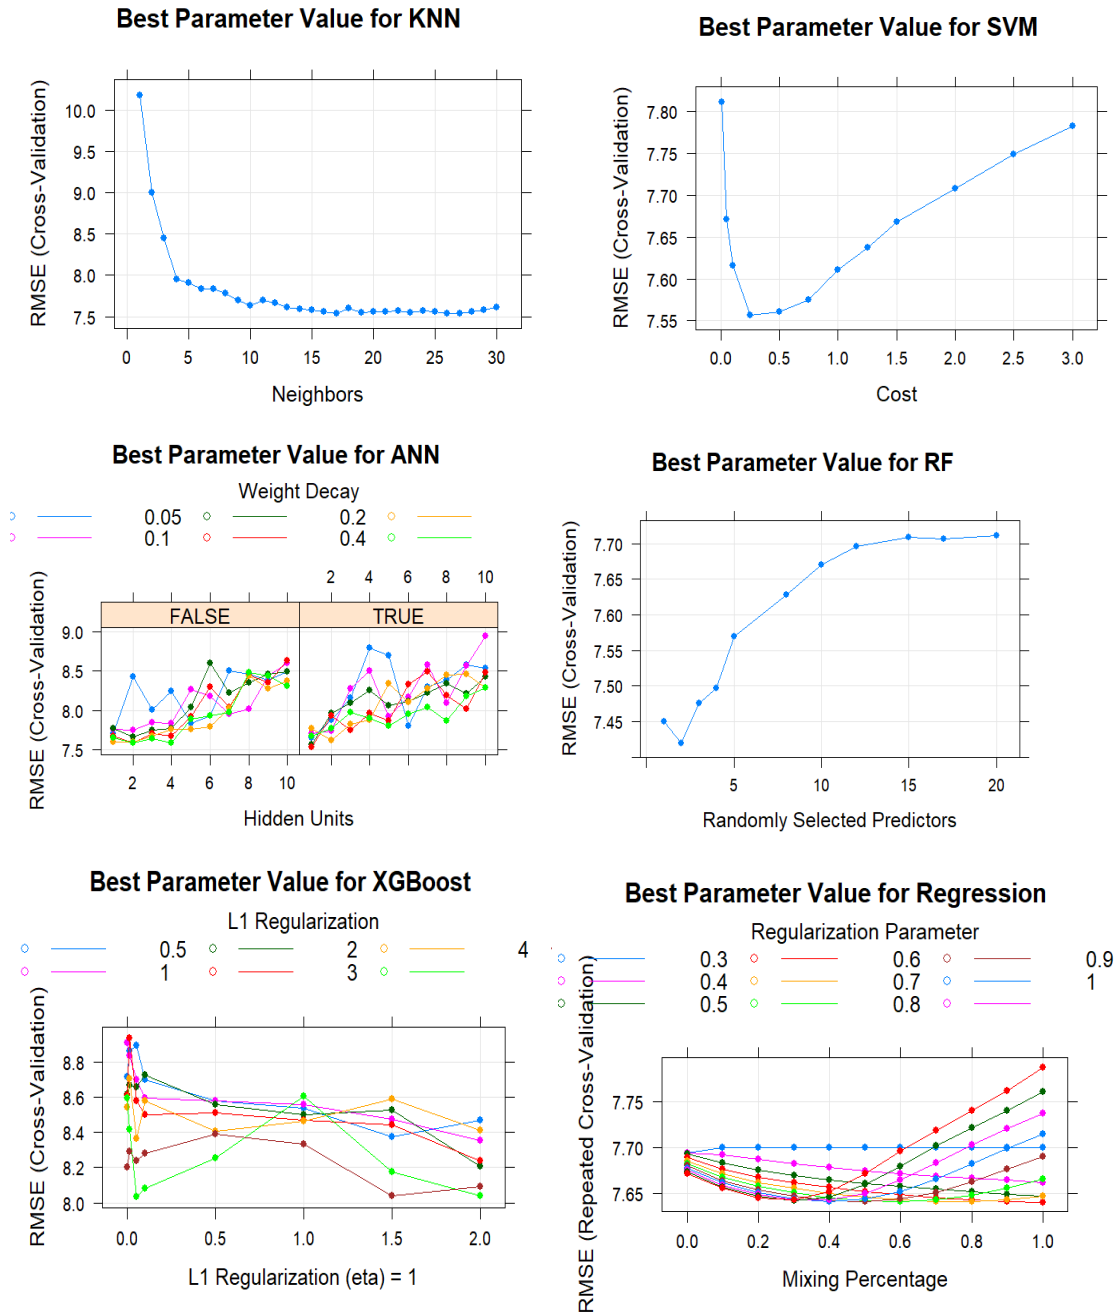 Best Parameter Value for KNN
RMSE (Cross-Validation)
10.0
9.5
9.0
8.5
8.0
7.5
0 5 10 15 20 25 30
Neighbors
Best Parameter Value for SVM
RMSE (Cross-Validation)
7.80
7.75
7.70
7.65
7.60
7.55
0.0 0.5 1.0 1.5 2.0 2.5 3.0
Cost
Best Parameter Value for ANN
Weight Decay
0.05 0.2
0.1 0.4
2 4 6 8 10
FALSE TRUE
RMSE (Cross-Validation)
9.0
8.5
8.0
7.5
2 4 6 8 10
Hidden Units
Best Parameter Value for RF
RMSE (Cross-Validation)
7.70
7.65
7.60
7.55
7.50
7.45
5 10 15 20
Randomly Selected Predictors
Best Parameter Value for XGBoost
L1 Regularization
0.5 2 4
1 3
RMSE (Cross-Validation)
8.8
8.6
8.4
8.2
8.0
0.0 0.5 1.0 1.5 2.0
L1 Regularization (eta) = 1
Best Parameter Value for Regression
Regularization Parameter
0.3 0.6 0.9
0.4 0.7 1
0.5 0.8
RMSE (Repeated Cross-Validation)
7.75
7.70
7.65
0.0 0.2 0.4 0.6 0.8 1.0
Mixing Percentage